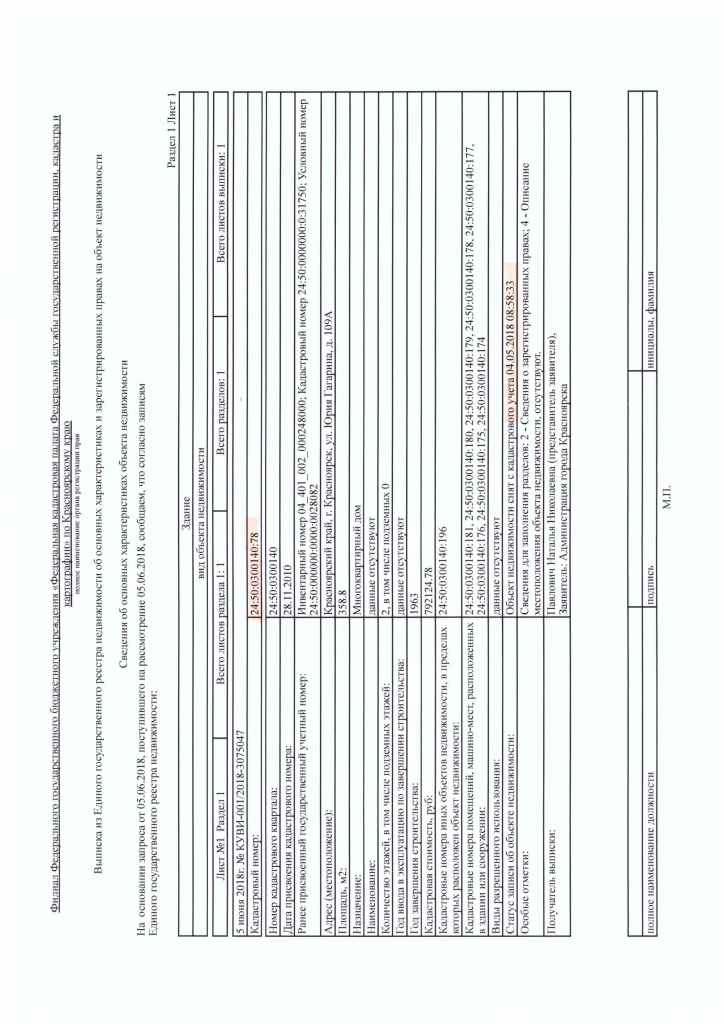 Филиал Федерального государственного бюджетного учреждения «Федеральная кадастровая палата Федеральной службы государственной регистрации, кадастра и
картографии» по Красноярскому краю
полное наименование органа регистрации прав
Выписка из Единого государственного реестра недвижимости об основных характеристиках и зарегистрированных правах на объект недвижимости
Сведения об основных характеристиках объекта недвижимости
На основании запроса от 05.06.2018, поступившего на рассмотрение 05.06.2018, сообщаем, что согласно записям
Единого государственного реестра недвижимости:
Раздел 1 Лист 1
Здание
вид объекта недвижимости
Лист №1 Раздел 1 Всего листов раздела 1: 1 Всего разделов: 1 Всего листов выписки: 1
5 июня 2018г. № КУВИ-001/2018-3075047
Кадастровый номер: 24:50:0300140:78
Номер кадастрового квартала: 24:50:0300140
Дата присвоения кадастрового номера: 28.11.2010
Ранее присвоенный государственный учетный номер: Инвентарный номер 04_401_002_000248000; Кадастровый номер 24:50:0000000:0:31750; Условный номер
24:50:000000:0000:0028082
Адрес (местоположение): Красноярский край, г. Красноярск, ул. Юрия Гагарина, д. 109А
Площадь, м2: 358.8
Назначение: Многоквартирный дом
Наименование: данные отсутствуют
Количество этажей, в том числе подземных этажей: 2, в том числе подземных 0
Год ввода в эксплуатацию по завершении строительства: данные отсутствуют
Год завершения строительства: 1963
Кадастровая стоимость, руб: 792124.78
Кадастровые номера иных объектов недвижимости, в пределах 24:50:0300140:196
которых расположен объект недвижимости:
Кадастровые номера помещений, машино-мест, расположенных 24:50:0300140:181, 24:50:0300140:180, 24:50:0300140:179, 24:50:0300140:178, 24:50:0300140:177,
в здании или сооружении: 24:50:0300140:176, 24:50:0300140:175, 24:50:0300140:174
Виды разрешенного использования: данные отсутствуют
Статус записи об объекте недвижимости: Объект недвижимости снят с кадастрового учета 04.05.2018 08:58:33
Особые отметки: Сведения для заполнения разделов: 2 - Сведения о зарегистрированных правах; 4 - Описание
местоположения объекта недвижимости, отсутствуют.
Получатель выписки: Павлович Наталья Николаевна (представитель заявителя),
Заявитель: Администрация города Красноярска
полное наименование должности подпись инициалы, фамилия
М.П.